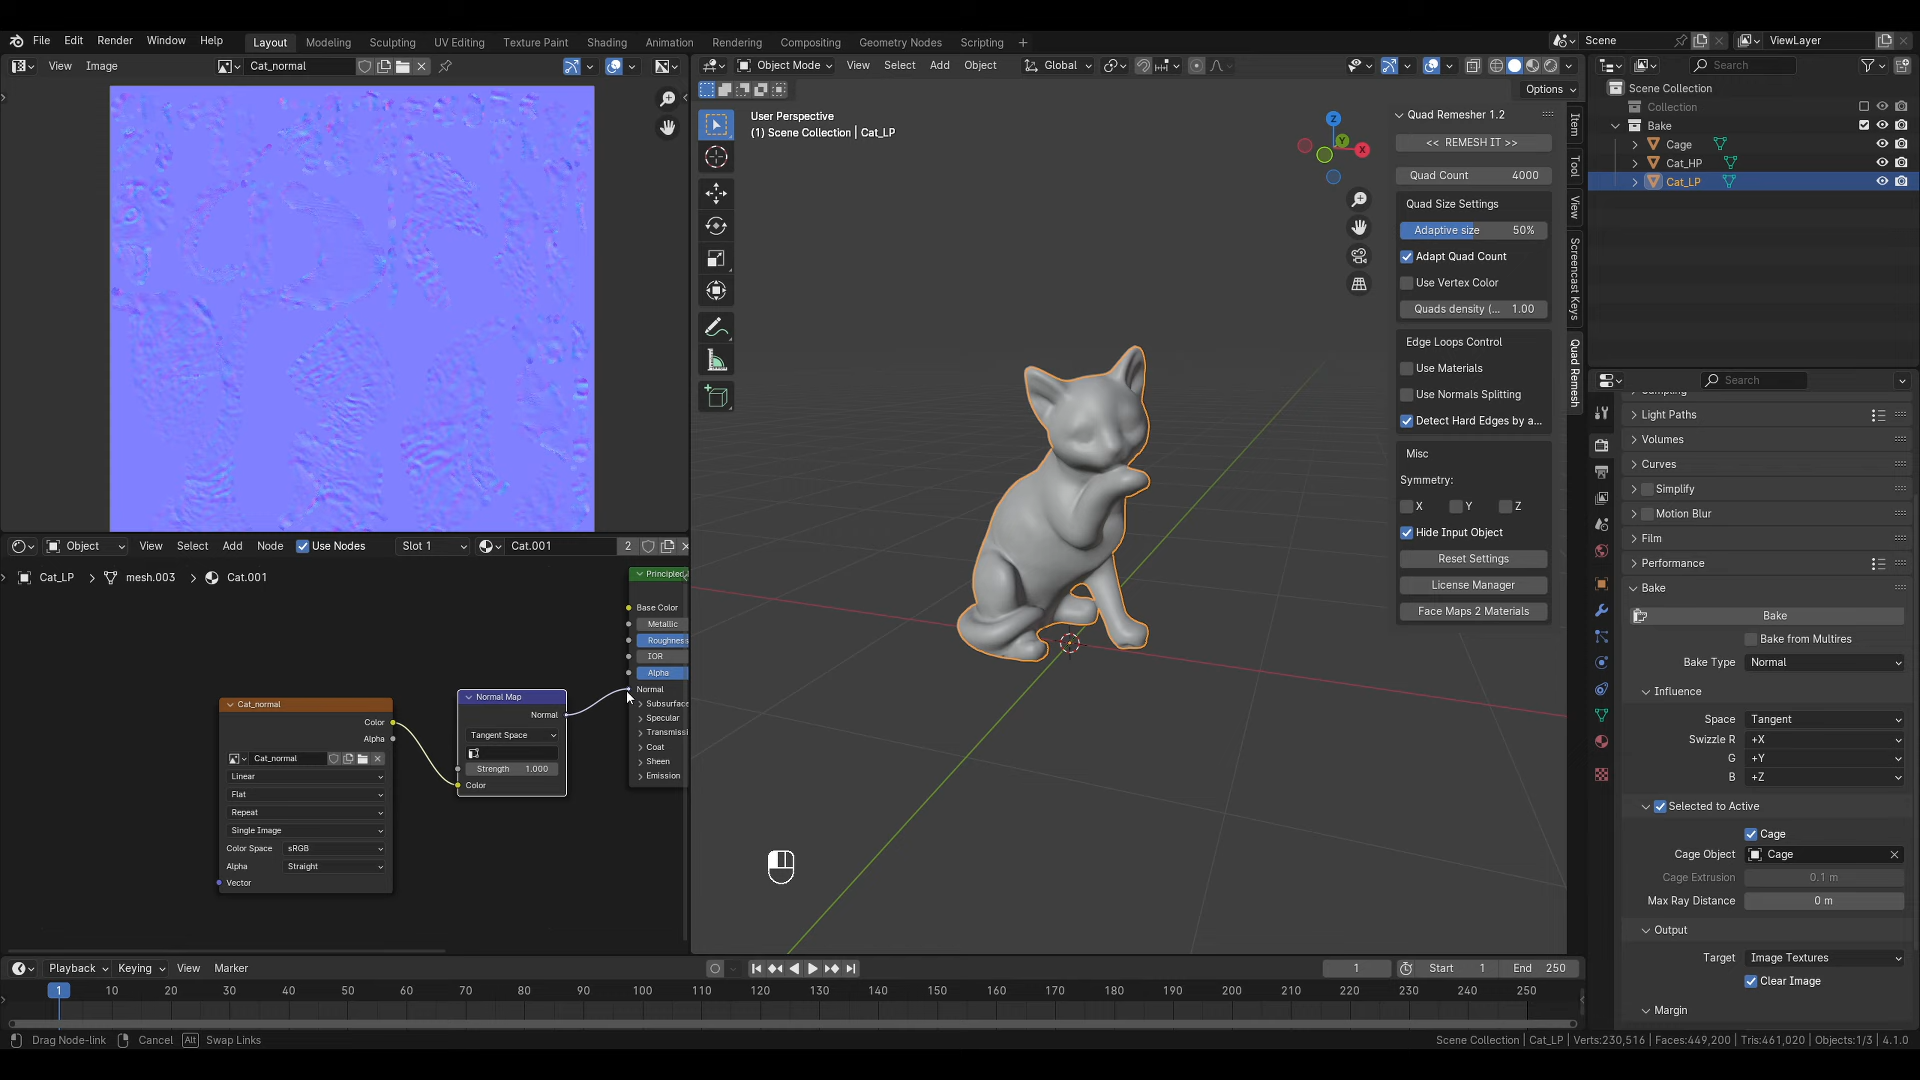 File Edit Render Window Help Layout Modeling Sculpting UV Editing Texture Paint Shading Animation Rendering Compositing Geometry Nodes Scripting Scene ViewLayer
View Image Cat_normal
Object Mode View Select Add Object Global
Search
Options
User Perspective
(1) Scene Collection | Cat_LP
Z
Y
X
Quad Remesher 1.2
<< REMESH IT >>
Quad Count 4000
Quad Size Settings
Adaptive size 50%
Adapt Quad Count
Use Vertex Color
Quads density (... 1.00
Edge Loops Control
Use Materials
Use Normals Splitting
Detect Hard Edges by a...
Misc
Symmetry:
X Y Z
Hide Input Object
Reset Settings
License Manager
Face Maps 2 Materials
Item
Tool
View
Screencast Keys
Quad Remesh
Scene Collection
Collection
Bake
Cage
Cat_HP
Cat_LP
Search
Light Paths
Volumes
Curves
Simplify
Motion Blur
Film
Performance
Bake
Bake
Bake from Multires
Bake Type Normal
Influence
Space Tangent
Swizzle R +X
G +Y
B +Z
Selected to Active
Cage
Cage Object Cage
Cage Extrusion 0.1 m
Max Ray Distance 0 m
Output
Target Image Textures
Clear Image
Margin
Object View Select Add Node Use Nodes Slot 1 Cat.001 2
Cat_LP mesh.003 Cat.001
Principled
Base Color
Metallic
Roughness
IOR
Alpha
Normal
Subsurface
Specular
Transmissi
Coat
Sheen
Emission
Normal Map
Normal
Tangent Space
Strength 1.000
Color
Cat_normal
Color
Alpha
Cat_normal
Linear
Flat
Repeat
Single Image
Color Space sRGB
Alpha Straight
Vector
Playback Keying View Marker 1 Start 1 End 250
1 10 20 30 40 50 60 70 80 90 100 110 120 130 140 150 160 170 180 190 200 210 220 230 240 250
Drag Node-link Cancel Alt Swap Links
Scene Collection | Cat_LP | Verts:230,516 | Faces:449,200 | Tris:461,020 | Objects:1/3 | 4.1.0